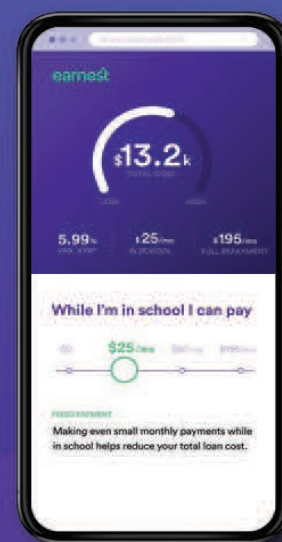 earnest
$13.2k
TOTAL COST
LOW HIGH
5.99% $25/mo $195/mo
IN SCHOOL FULL REPAYMENT
While I'm in school I can pay
$0 $25/mo
FIXED PAYMENT
Making even small monthly payments while
in school helps reduce your total loan cost.